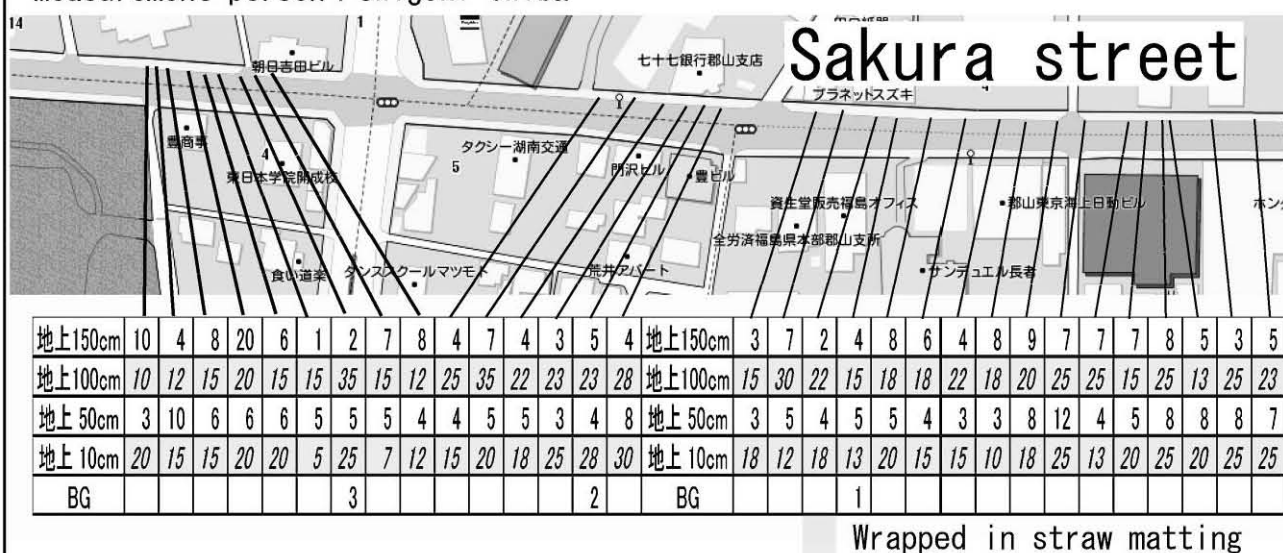 14
1
Sakura street
七十七銀行郡山支店
朝日吉田ビル
プラネットスズキ
豊商事
4
東日本学院開成校
タクシー湖南交通
5
門沢ビル
豊ビル
資生堂販売福島オフィス
郡山東京海上日動ビル
全労済福島県本部郡山支所
食い道楽
ダンススクールマツモト
荒井アパート
サンデュエル長者
地上150cm 10 4 8 20 6 1 2 7 8 4 7 4 3 5 4 地上150cm 3 7 2 4 8 6 4 8 9 7 7 7 8 5 3 5
地上100cm 10 12 15 20 15 15 35 15 12 25 35 22 23 23 28 地上100cm 15 30 22 15 18 18 22 18 20 25 25 15 25 13 25 23
地上 50cm 3 10 6 6 6 5 5 5 4 4 5 5 3 4 8 地上 50cm 3 5 4 5 5 4 3 3 8 12 4 5 8 8 8 7
地上 10cm 20 15 15 20 20 5 25 7 12 15 20 18 25 28 30 地上 10cm 18 12 18 13 20 15 15 10 18 25 13 20 25 20 25 25
BG 3 2 BG 1
Wrapped in straw matting